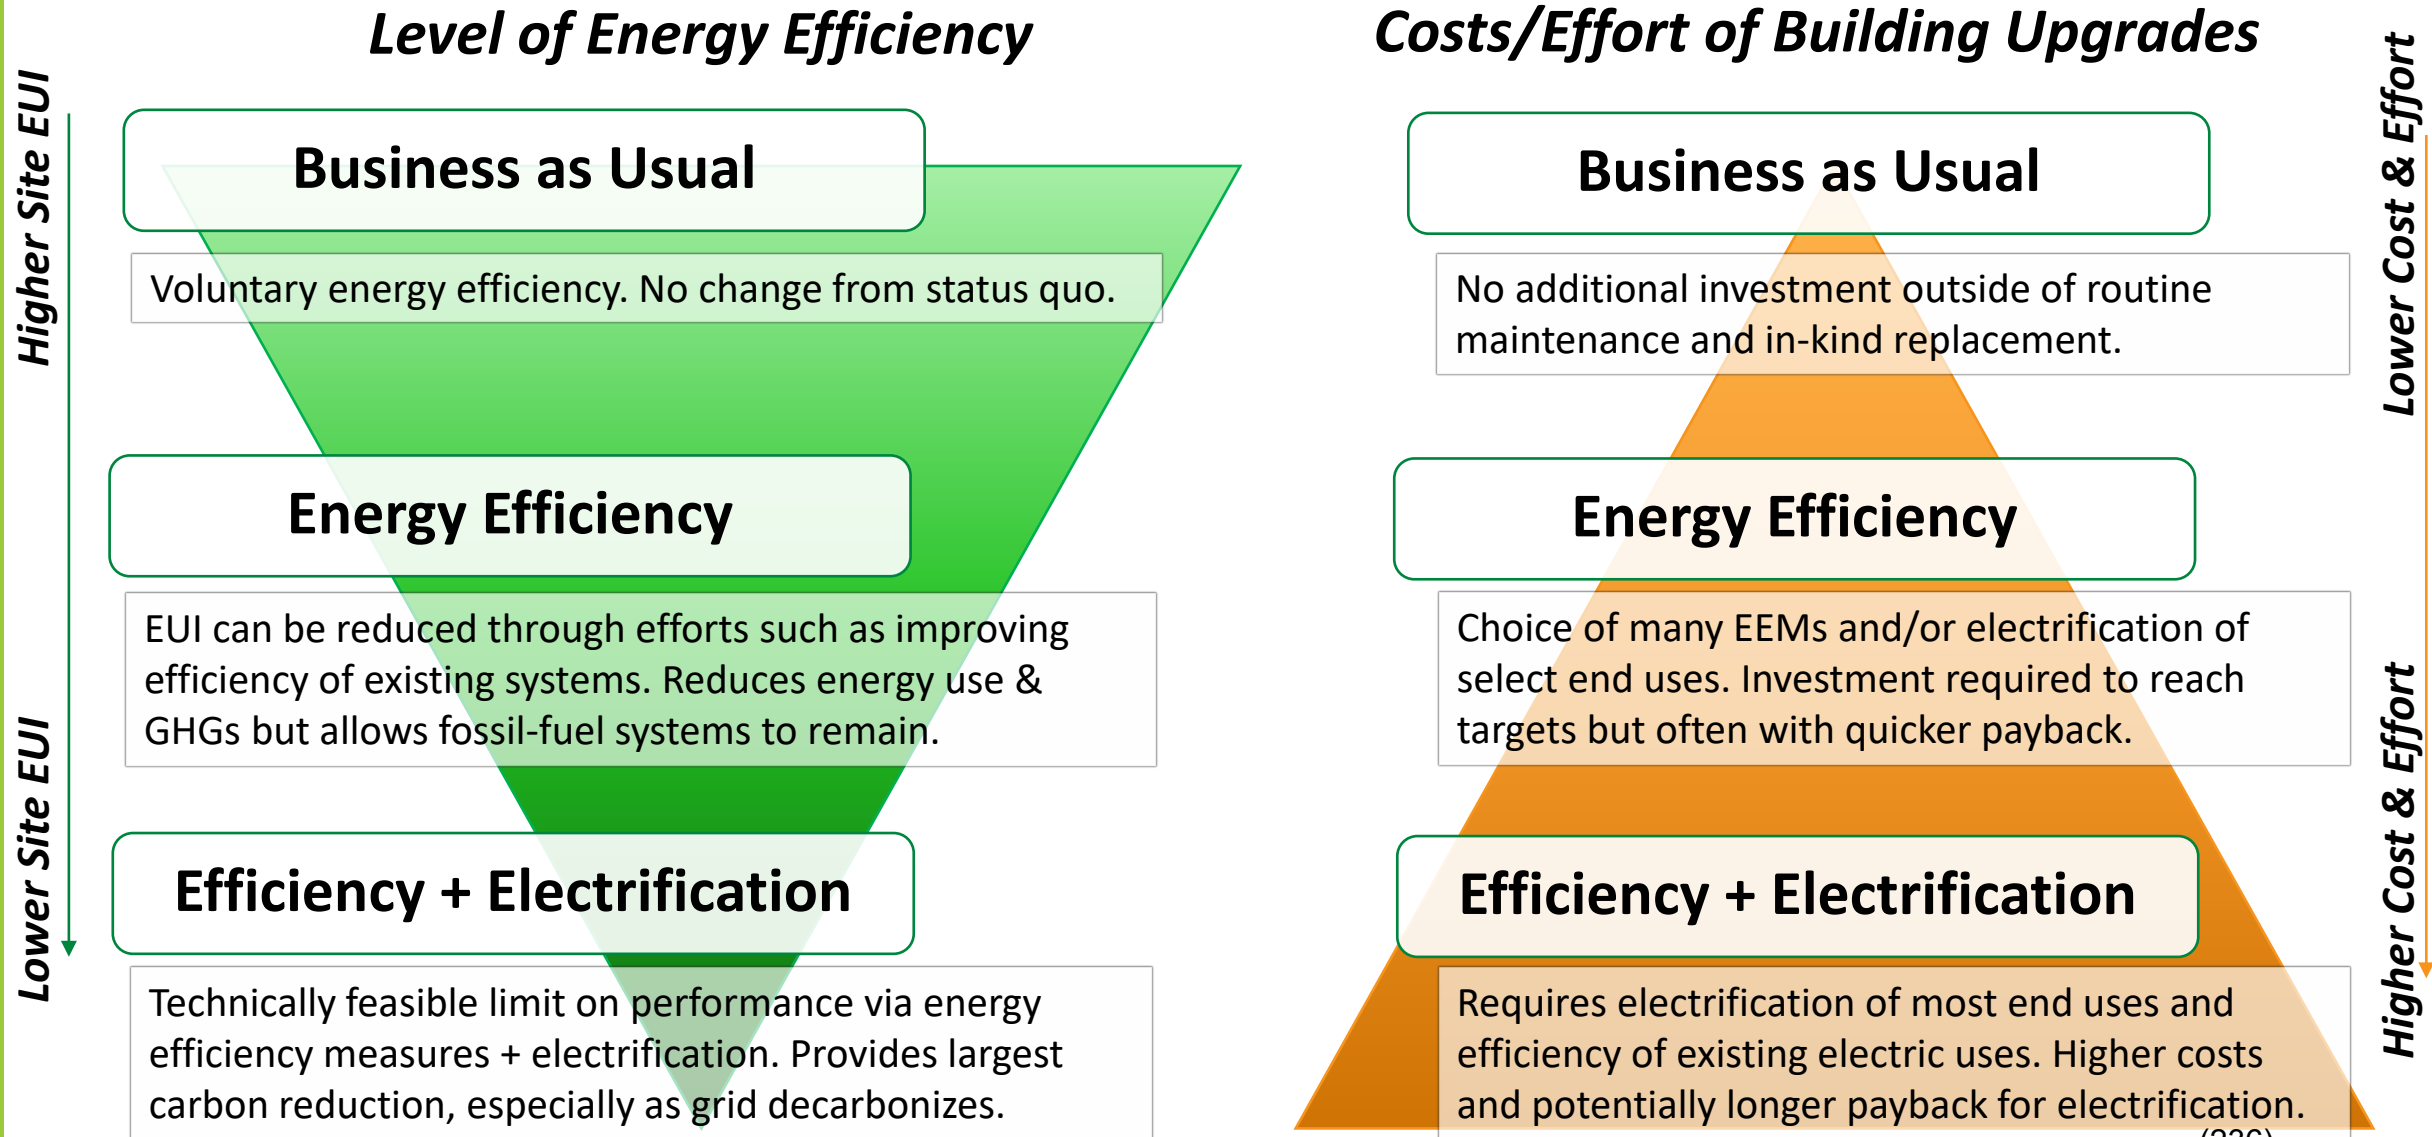 Level of Energy Efficiency
Higher Site EUI
Lower Site EUI
Business as Usual
Voluntary energy efficiency. No change from status quo.
Energy Efficiency
EUI can be reduced through efforts such as improving
efficiency of existing systems. Reduces energy use &
GHGs but allows fossil-fuel systems to remain.
Efficiency + Electrification
Technically feasible limit on performance via energy
efficiency measures + electrification. Provides largest
carbon reduction, especially as grid decarbonizes.
Costs/Effort of Building Upgrades
Business as Usual
No additional investment outside of routine
maintenance and in-kind replacement.
Energy Efficiency
Choice of many EEMs and/or electrification of
select end uses. Investment required to reach
targets but often with quicker payback.
Efficiency + Electrification
Requires electrification of most end uses and
efficiency of existing electric uses. Higher costs
and potentially longer payback for electrification.
Lower Cost & Effort
Higher Cost & Effort